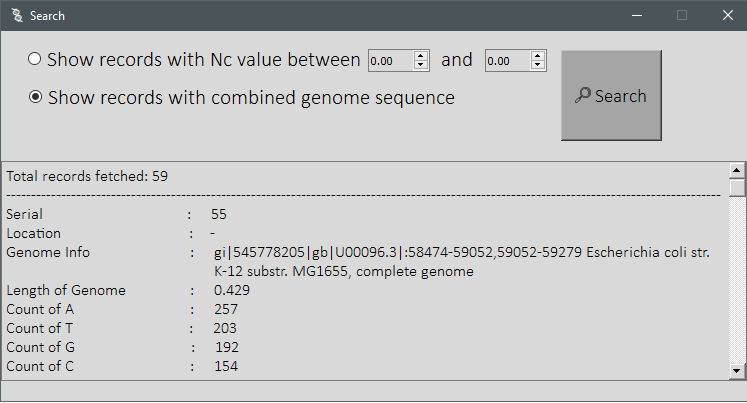 Search
Show records with Nc value between 0.00 and 0.00
Show records with combined genome sequence
Search
Total records fetched: 59
Serial : 55
Location : -
Genome Info : gi|545778205|gb|U00096.3|:58474-59052,59052-59279 Escherichia coli str.
K-12 substr. MG1655, complete genome
Length of Genome : 0.429
Count of A : 257
Count of T : 203
Count of G : 192
Count of C : 154